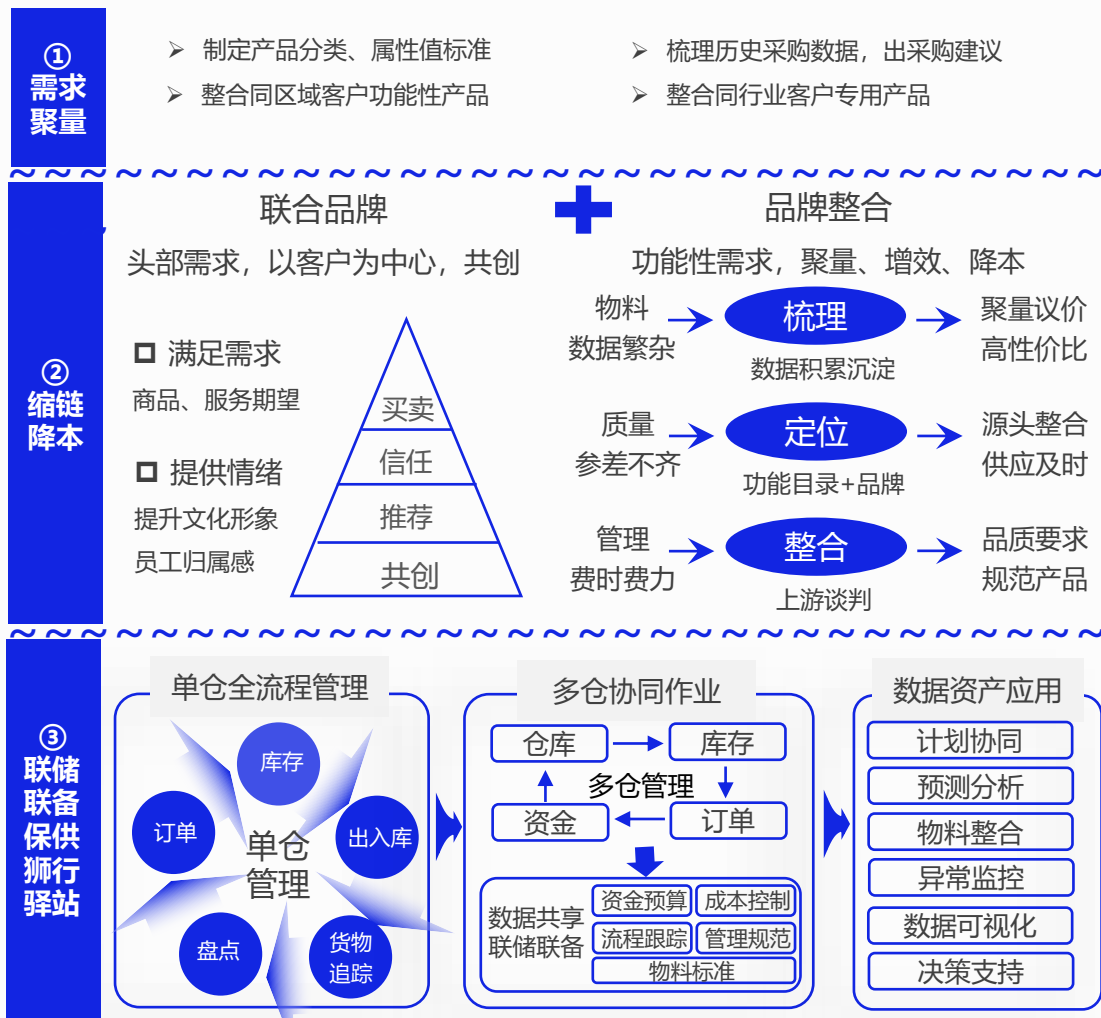 ①
需求
聚量
➢ 制定产品分类、属性值标准
➢ 梳理历史采购数据，出采购建议
➢ 整合同区域客户功能性产品
➢ 整合同行业客户专用产品
②
缩链
降本
联合品牌
头部需求，以客户为中心，共创
满足需求
商品、服务期望
提供情绪
提升文化形象
员工归属感
买卖
信任
推荐
共创
品牌整合
功能性需求，聚量、增效、降本
物料
数据繁杂
梳理
数据积累沉淀
聚量议价
高性价比
质量
参差不齐
定位
功能目录+品牌
源头整合
供应及时
管理
费时费力
整合
上游谈判
品质要求
规范产品
③
联储
联备
保供
狮行
驿站
单仓全流程管理
库存
订单
出入库
单仓
管理
盘点
货物
追踪
多仓协同作业
仓库
库存
多仓管理
资金
订单
数据共享
联储联备
资金预算
成本控制
流程跟踪
管理规范
物料标准
数据资产应用
计划协同
预测分析
物料整合
异常监控
数据可视化
决策支持